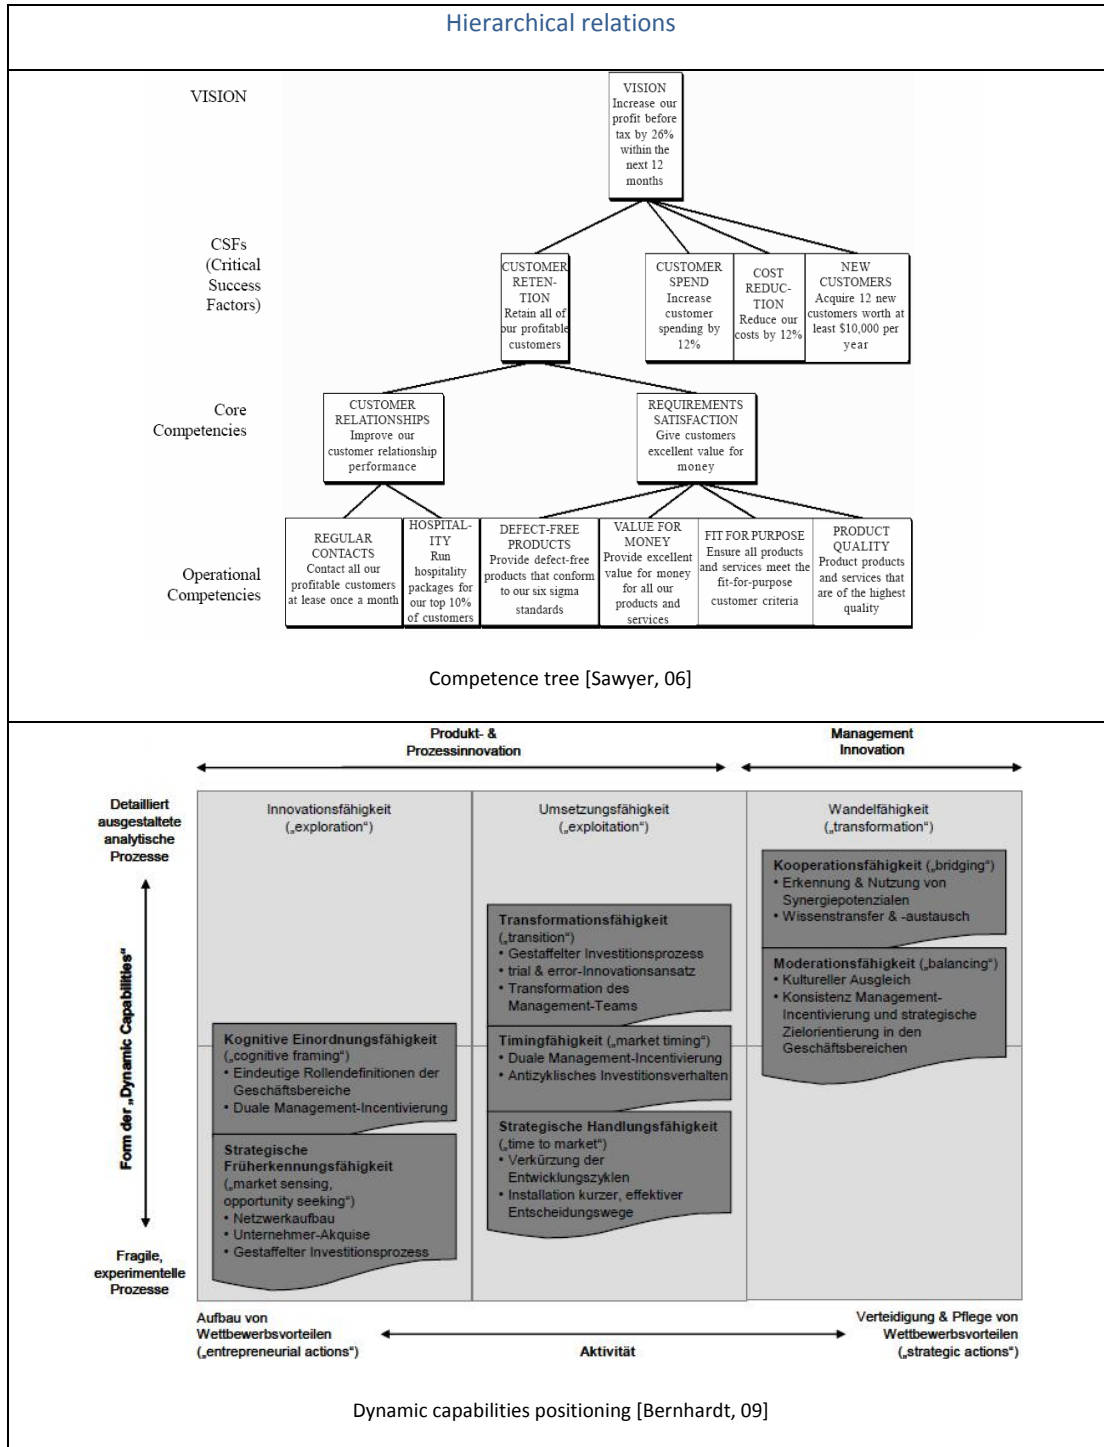 Hierarchical relations
VISION
VISION
Increase our
profit before
tax by 26%
within the
next 12
months
CSFs
(Critical
Success
Factors)
CUSTOMER
RETEN-
TION
Retain all of
our profitable
customers
CUSTOMER
SPEND
Increase
customer
spending by
12%
COST
REDUC-
TION
Reduce our
costs by 12%
NEW
CUSTOMERS
Acquire 12 new
customers worth at
least $10,000 per
year
Core
Competencies
CUSTOMER
RELATIONSHIPS
Improve our
customer relationship
performance
REQUIREMENTS
SATISFACTION
Give customers
excellent value for
money
Operational
Competencies
REGULAR
CONTACTS
Contact all our
profitable customers
at lease once a month
HOSPITAL-
ITY
Run
hospitality
packages for
our top 10%
of customers
DEFECT-FREE
PRODUCTS
Provide defect-free
products that conform
to our six sigma
standards
VALUE FOR
MONEY
Provide excellent
value for money
for all our
products and
services
FIT FOR PURPOSE
Ensure all products
and services meet the
fit-for-purpose
customer criteria
PRODUCT
QUALITY
Product products
and services that
are of the highest
quality
Competence tree [Sawyer, 06]
Produkt- &
Prozessinnovation
Management
Innovation
Detailliert
ausgestaltete
analytische
Prozesse
Form der „Dynamic Capabilities“
Fragile,
experimentelle
Prozesse
Innovationsfähigkeit
(„exploration“)
Kognitive Einordnungsfähigkeit
(„cognitive framing“)
• Eindeutige Rollendefinitionen der
Geschäftsbereiche
• Duale Management-Incentivierung
Strategische
Früherkennungsfähigkeit
(„market sensing,
opportunity seeking“)
• Netzwerkaufbau
• Unternehmer-Akquise
• Gestaffelter Investitionsprozess
Umsetzungsfähigkeit
(„exploitation“)
Transformationsfähigkeit
(„transition“)
• Gestaffelter Investitionsprozess
• trial & error-Innovationsansatz
• Transformation des
Management-Teams
Timingfähigkeit („market timing“)
• Duale Management-Incentivierung
• Antizyklisches Investitionsverhalten
Strategische Handlungsfähigkeit
(„time to market“)
• Verkürzung der
Entwicklungszyklen
• Installation kurzer, effektiver
Entscheidungswege
Wandelfähigkeit
(„transformation“)
Kooperationsfähigkeit („bridging“)
• Erkennung & Nutzung von
Synergiepotenzialen
• Wissenstransfer & -austausch
Moderationsfähigkeit („balancing“)
• Kultureller Ausgleich
• Konsistenz Management-
Incentivierung und strategische
Zielorientierung in den
Geschäftsbereichen
Aufbau von
Wettbewerbsvorteilen
(„entrepreneurial actions“)
Aktivität
Verteidigung & Pflege von
Wettbewerbsvorteilen
(„strategic actions“)
Dynamic capabilities positioning [Bernhardt, 09]